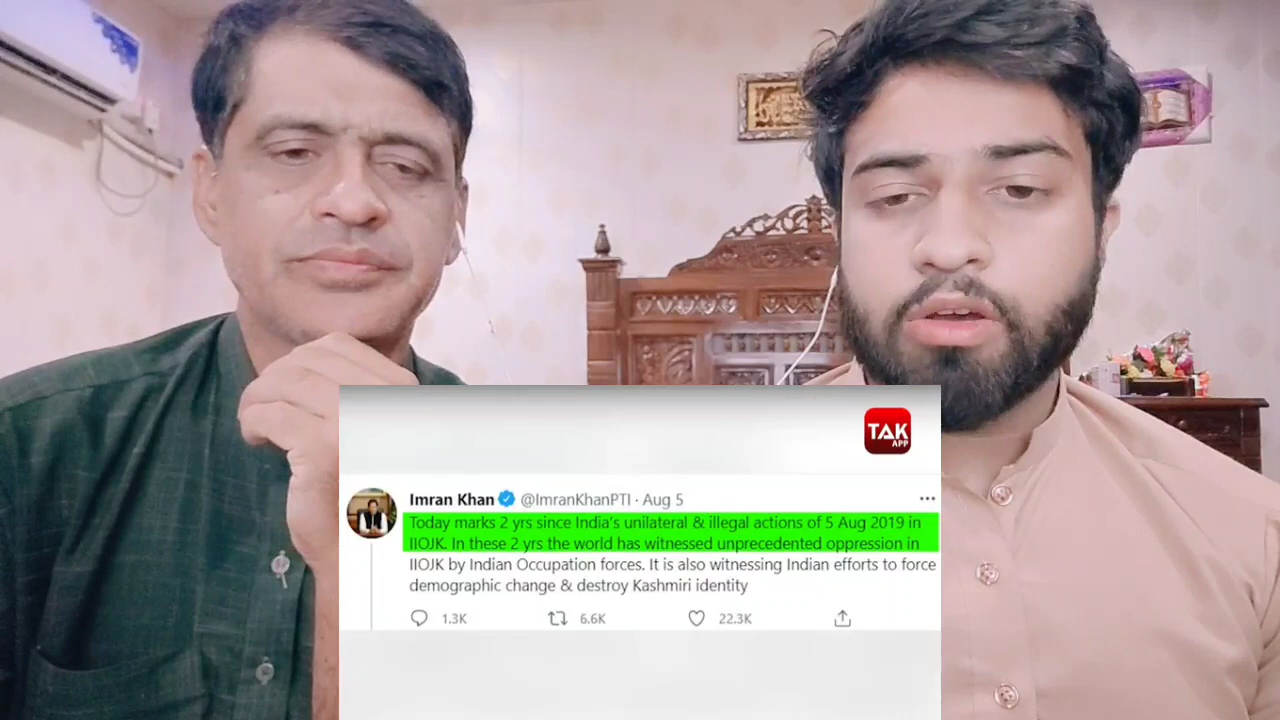 TAK
APP
Imran Khan @ImranKhanPTI · Aug 5
Today marks 2 yrs since India's unilateral & illegal actions of 5 Aug 2019 in
IIOJK. In these 2 yrs the world has witnessed unprecedented oppression in
IIOJK by Indian Occupation forces. It is also witnessing Indian efforts to force
demographic change & destroy Kashmiri identity
1.3K 6.6K 22.3K